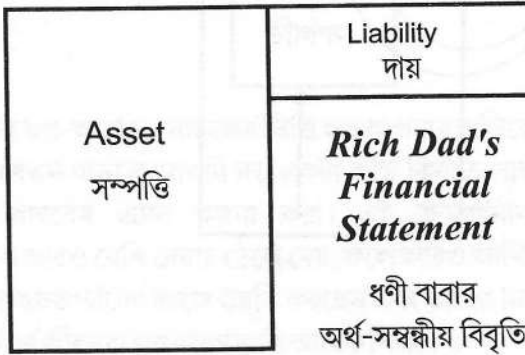 Asset
সম্পত্তি
Liability
দায়
Rich Dad's
Financial
Statement
ধণী বাবার
অর্থ-সম্বন্ধীয় বিবৃতি